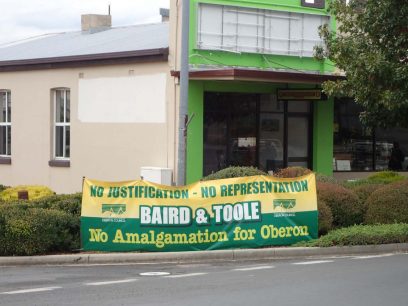 NO JUSTIFICATION - NO REPRESENTATION
BAIRD & TOOLE
No Amalgamation for Oberon